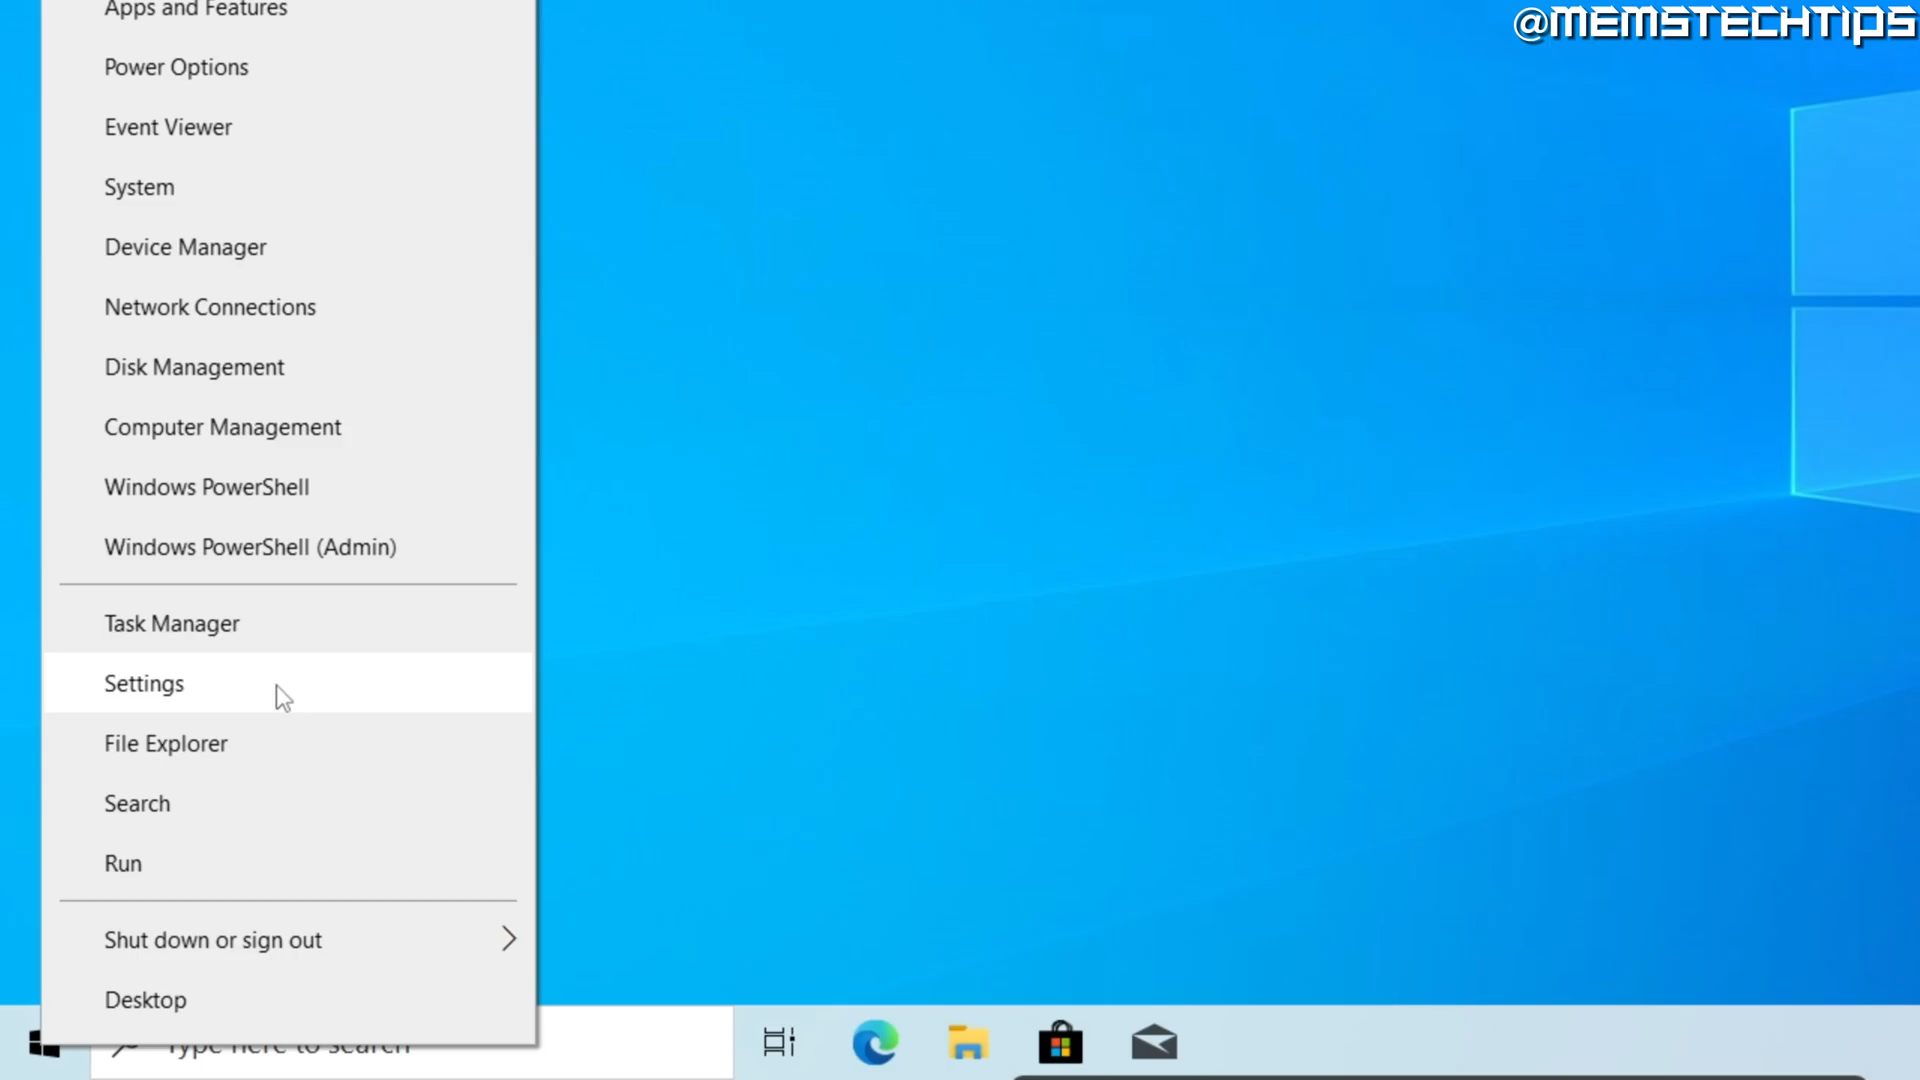 @MEMSTECHTIPS
Apps and Features
Power Options
Event Viewer
System
Device Manager
Network Connections
Disk Management
Computer Management
Windows PowerShell
Windows PowerShell (Admin)
Task Manager
Settings
File Explorer
Search
Run
Shut down or sign out
Desktop
Type here to search